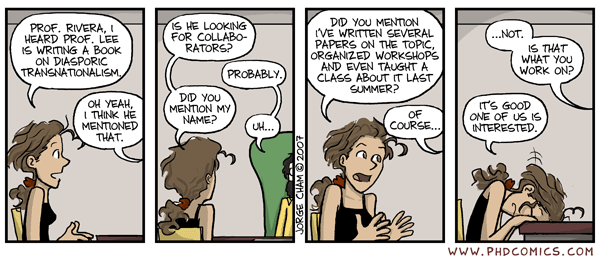 PROF. RIVERA, I
HEARD PROF. LEE
IS WRITING A BOOK
ON DIASPORIC
TRANSNATIONALISM.
OH YEAH,
I THINK HE
MENTIONED
THAT.
IS HE LOOKING
FOR COLLABO-
RATORS?
PROBABLY.
DID YOU
MENTION MY
NAME?
UH...
JORGE CHAM © 2007
DID YOU MENTION
I'VE WRITTEN SEVERAL
PAPERS ON THE TOPIC,
ORGANIZED WORKSHOPS
AND EVEN TAUGHT A
CLASS ABOUT IT LAST
SUMMER?
OF
COURSE...
...NOT.
IS THAT
WHAT YOU
WORK ON?
IT'S GOOD
ONE OF US IS
INTERESTED.
WWW.PHDCOMICS.COM